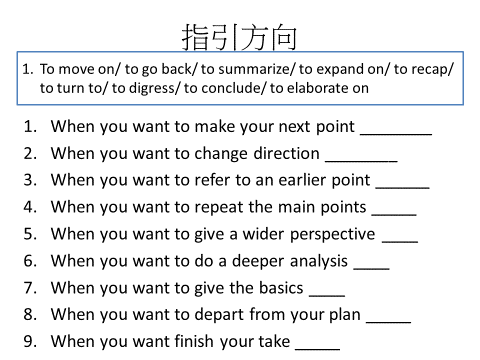 指引方向
1. To move on/ to go back/ to summarize/ to expand on/ to recap/
to turn to/ to digress/ to conclude/ to elaborate on
1. When you want to make your next point ________
2. When you want to change direction ________
3. When you want to refer to an earlier point ______
4. When you want to repeat the main points _____
5. When you want to give a wider perspective ____
6. When you want to do a deeper analysis ____
7. When you want to give the basics ____
8. When you want to depart from your plan _____
9. When you want finish your take _____